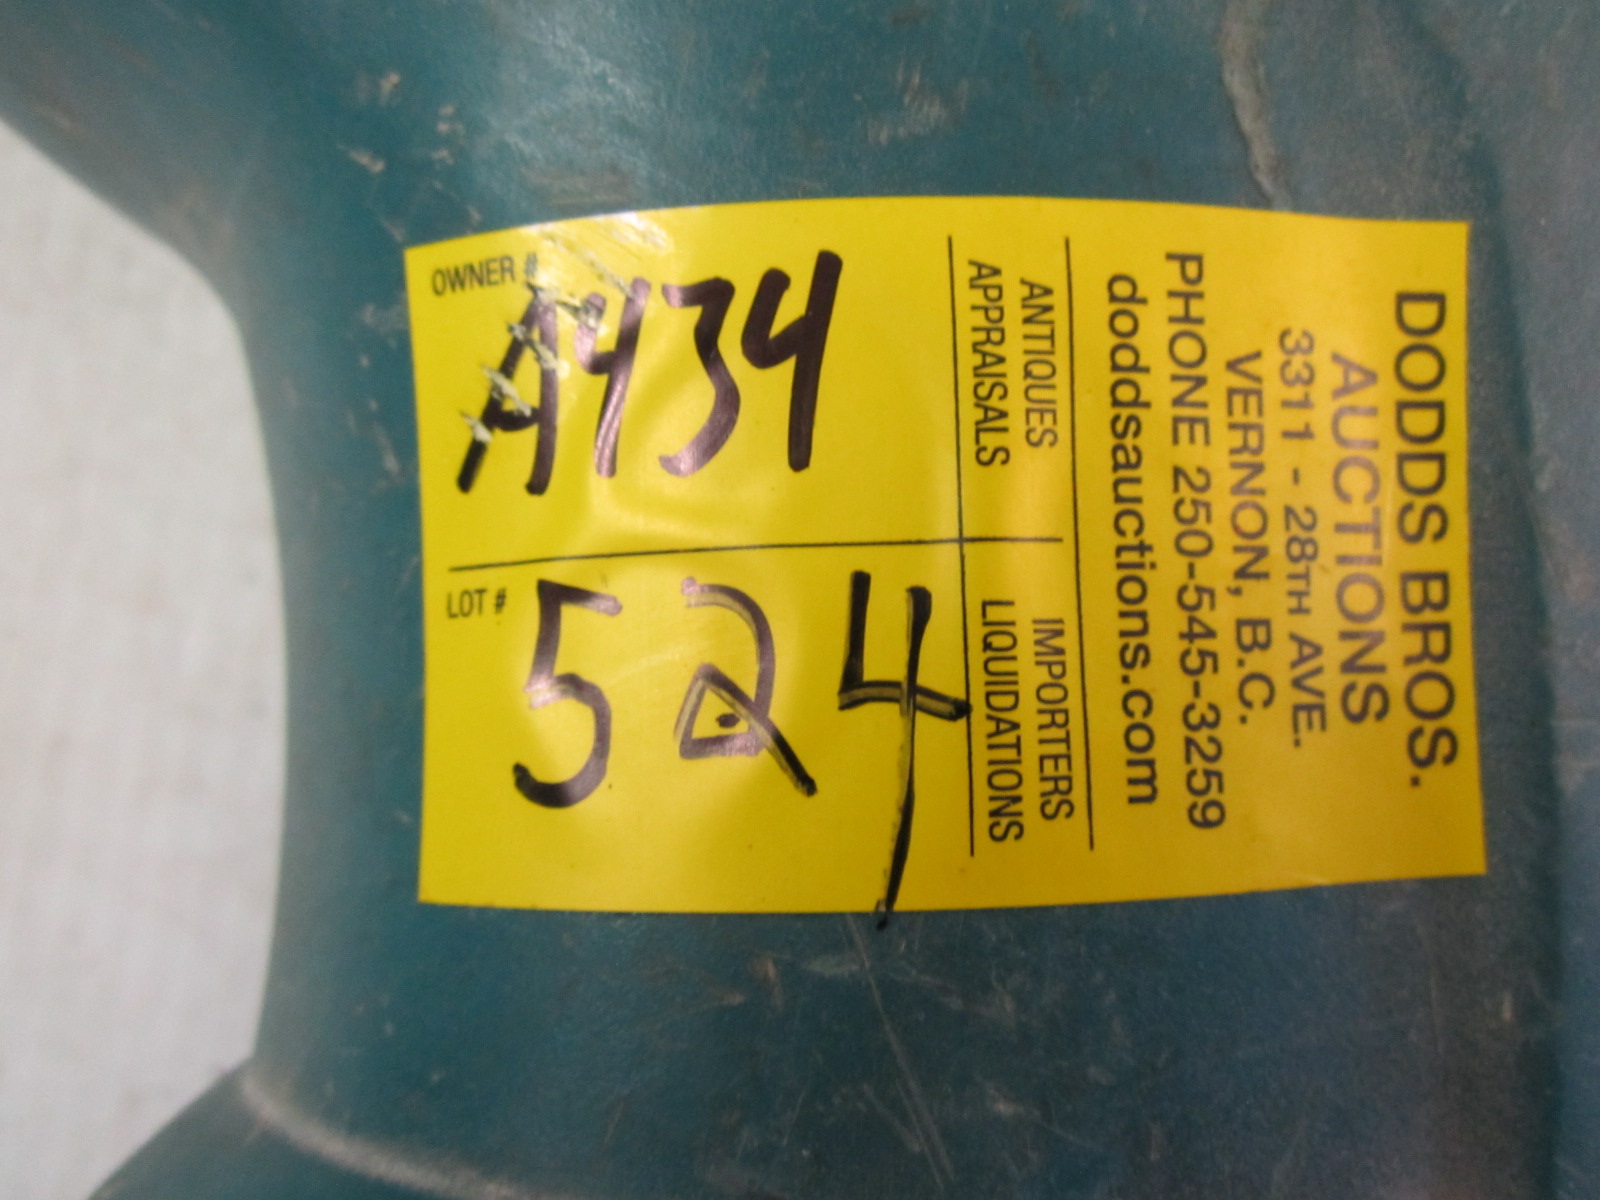 DODDS BROS.
AUCTIONS
3311 - 28TH AVE.
VERNON, B.C.
PHONE 250-545-3259
doddsauctions.com
ANTIQUES IMPORTERS
APPRAISALS LIQUIDATIONS
OWNER # A434
LOT # 524